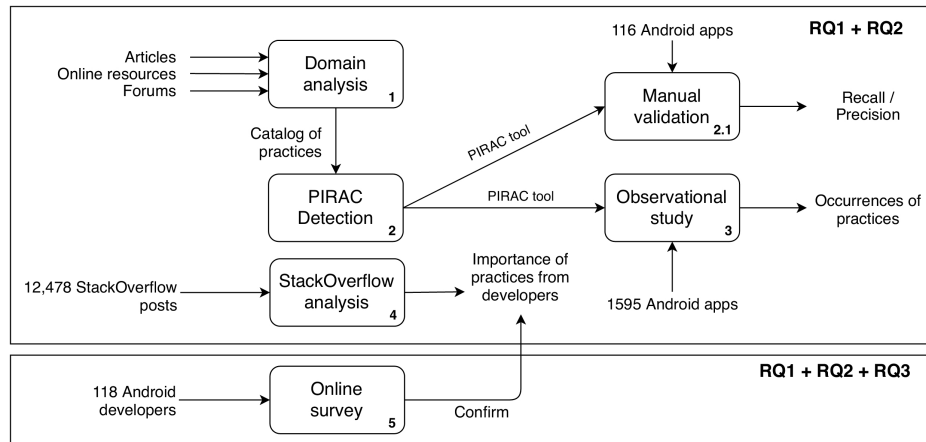 RQ1 + RQ2
116 Android apps
Articles
Online resources
Forums
Domain
analysis
1
Manual
validation
2.1
Recall /
Precision
Catalog of
practices
PIRAC tool
PIRAC
Detection
2
PIRAC tool
Observational
study
3
Occurrences of
practices
12,478 StackOverflow
posts
StackOverflow
analysis
4
Importance of
practices from
developers
1595 Android apps
RQ1 + RQ2 + RQ3
118 Android
developers
Online
survey
5
Confirm